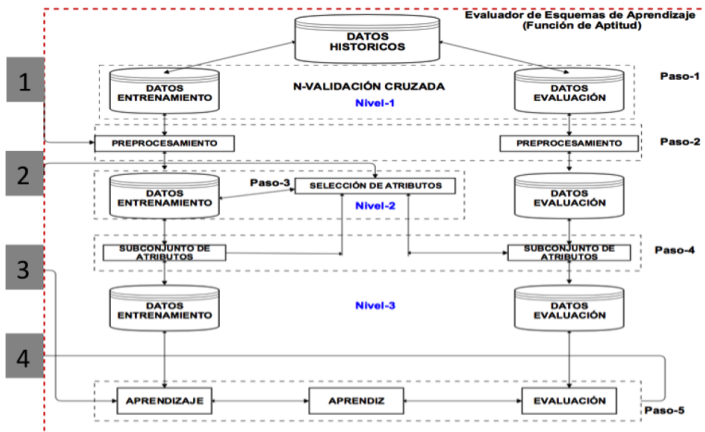 Evaluador de Esquemas de Aprendizaje
(Función de Aptitud)
DATOS
HISTORICOS
1
DATOS
ENTRENAMIENTO
N-VALIDACIÓN CRUZADA
Nivel-1
DATOS
EVALUACIÓN
Paso-1
PREPROCESAMIENTO
PREPROCESAMIENTO
Paso-2
2
DATOS
ENTRENAMIENTO
Paso-3
SELECCIÓN DE ATRIBUTOS
Nivel-2
DATOS
EVALUACIÓN
SUBCONJUNTO DE
ATRIBUTOS
SUBCONJUNTO DE
ATRIBUTOS
Paso-4
3
DATOS
ENTRENAMIENTO
Nivel-3
DATOS
EVALUACIÓN
4
APRENDIZAJE
APRENDIZ
EVALUACIÓN
Paso-5